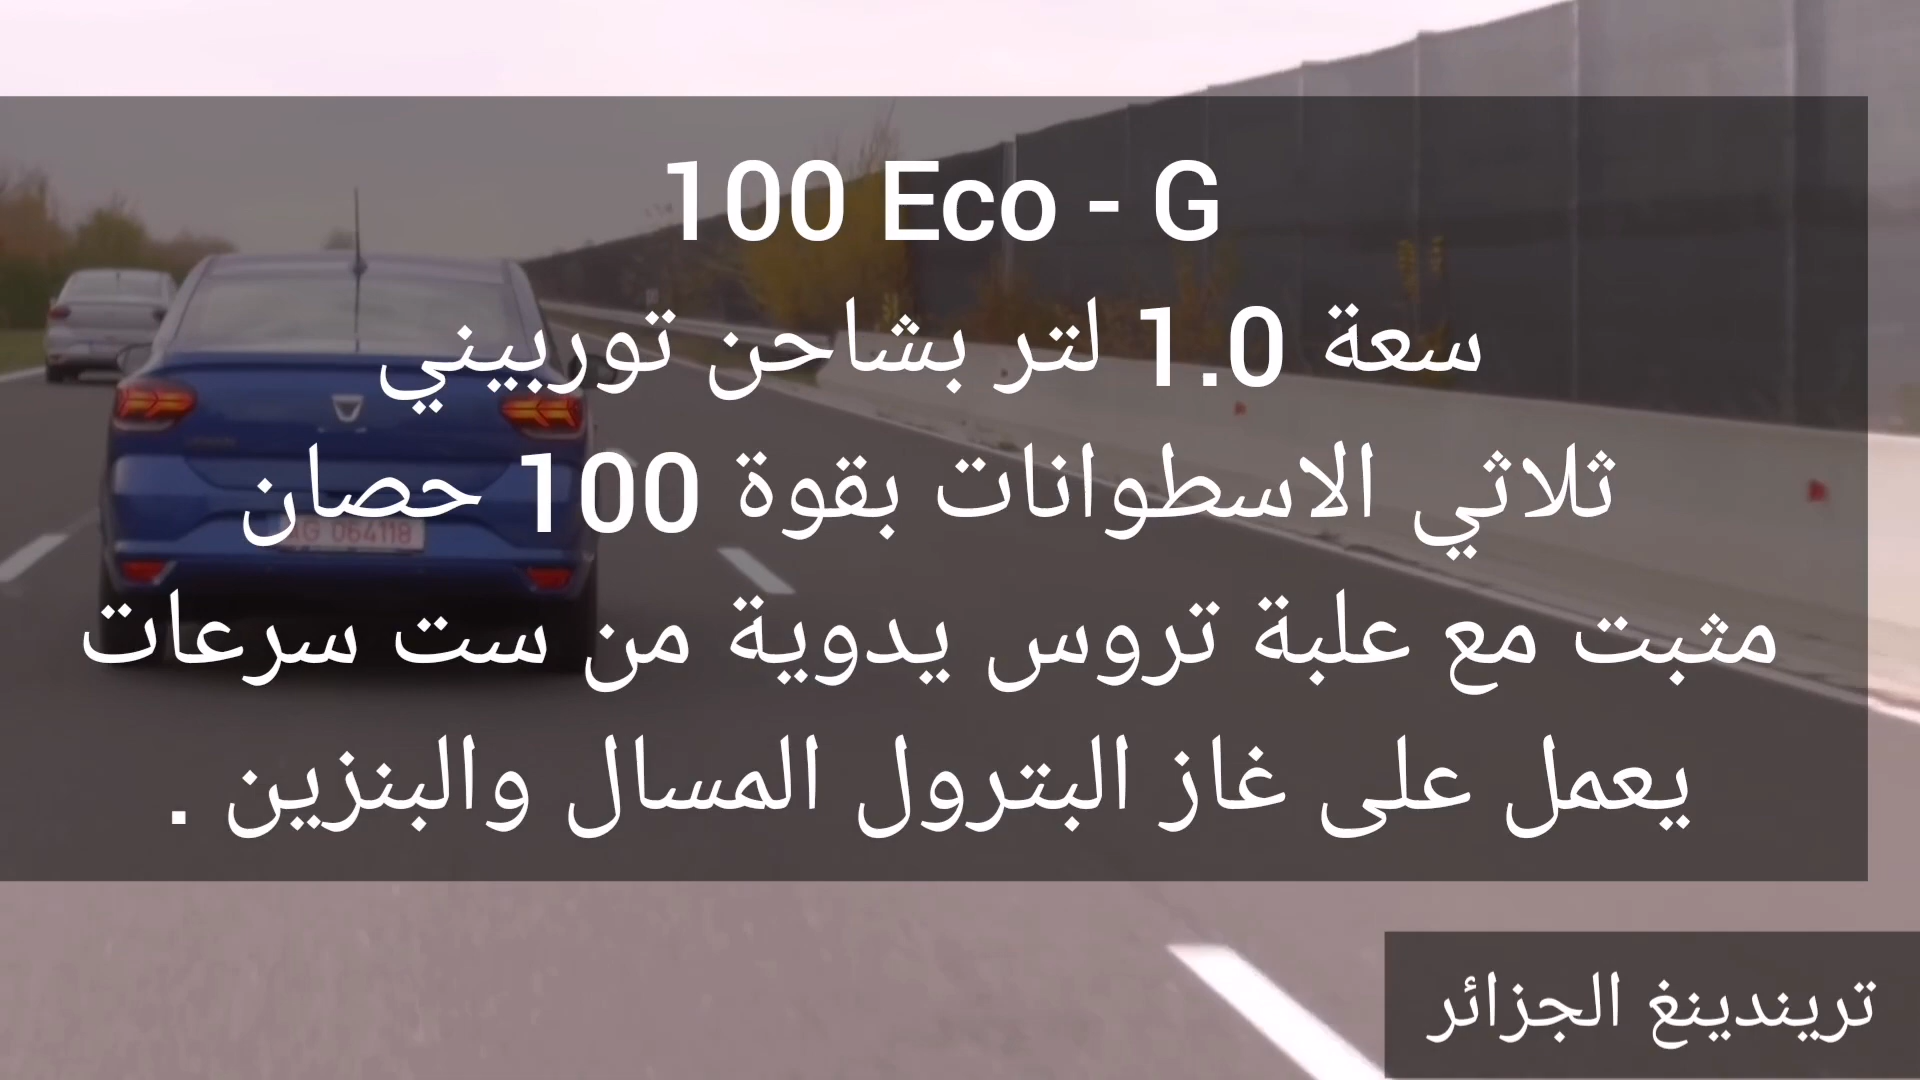 100 Eco - G
سعة 1.0 لتر بشاحن توربيني
ثلاثي الاسطوانات بقوة 100 حصان
مثبت مع علبة تروس يدوية من ست سرعات
يعمل على غاز البترول المسال والبنزين .
تريندينغ الجزائر